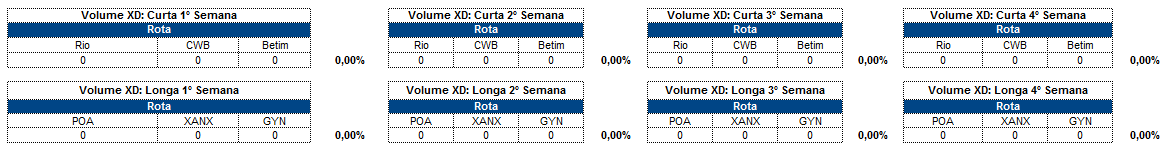 Volume XD: Curta 1° Semana Volume XD: Curta 2° Semana Volume XD: Curta 3° Semana Volume XD: Curta 4° Semana
Rota Rota Rota Rota
Rio CWB Betim Rio CWB Betim Rio CWB Betim Rio CWB Betim
0 0 0 0,00% 0 0 0 0,00% 0 0 0 0,00% 0 0 0 0,00%
Volume XD: Longa 1° Semana Volume XD: Longa 2° Semana Volume XD: Longa 3° Semana Volume XD: Longa 4° Semana
Rota Rota Rota Rota
POA XANX GYN POA XANX GYN POA XANX GYN POA XANX GYN
0 0 0 0,00% 0 0 0 0,00% 0 0 0 0,00% 0 0 0 0,00%